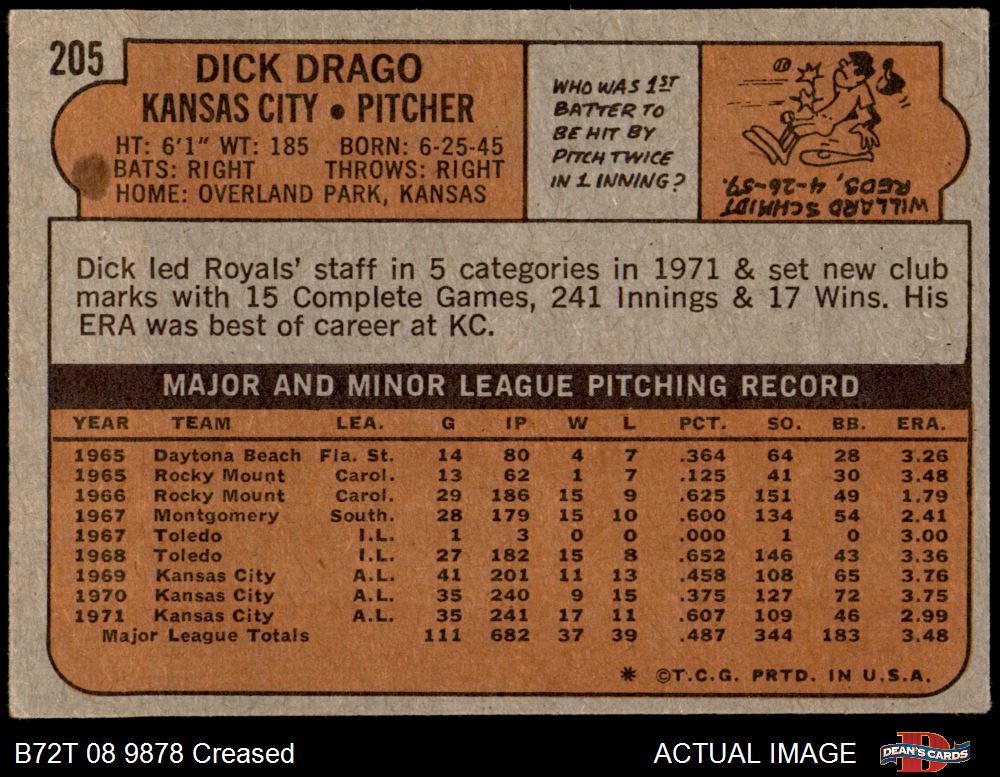 205
DICK DRAGO
KANSAS CITY • PITCHER
HT: 6'1" WT: 185 BORN: 6-25-45
BATS: RIGHT THROWS: RIGHT
HOME: OVERLAND PARK, KANSAS
WHO WAS 1ST
BATTER TO
BE HIT BY
PITCH TWICE
IN 1 INNING?
WILLARD SCHMIDT
REDS, 4-26-59.
Dick led Royals' staff in 5 categories in 1971 & set new club
marks with 15 Complete Games, 241 Innings & 17 Wins. His
ERA was best of career at KC.
MAJOR AND MINOR LEAGUE PITCHING RECORD
YEAR TEAM LEA. G IP W L PCT. SO. BB. ERA.
1965 Daytona Beach Fla. St. 14 80 4 7 .364 64 28 3.26
1965 Rocky Mount Carol. 13 62 1 7 .125 41 30 3.48
1966 Rocky Mount Carol. 29 186 15 9 .625 151 49 1.79
1967 Montgomery South. 28 179 15 10 .600 134 54 2.41
1967 Toledo I.L. 1 3 0 0 .000 1 0 3.00
1968 Toledo I.L. 27 182 15 8 .652 146 43 3.36
1969 Kansas City A.L. 41 201 11 13 .458 108 65 3.76
1970 Kansas City A.L. 35 240 9 15 .375 127 72 3.75
1971 Kansas City A.L. 35 241 17 11 .607 109 46 2.99
Major League Totals 111 682 37 39 .487 344 183 3.48
* ©T.C.G. PRTD. IN U.S.A.
B72T 08 9878 Creased ACTUAL IMAGE
D
DEAN'S CARDS